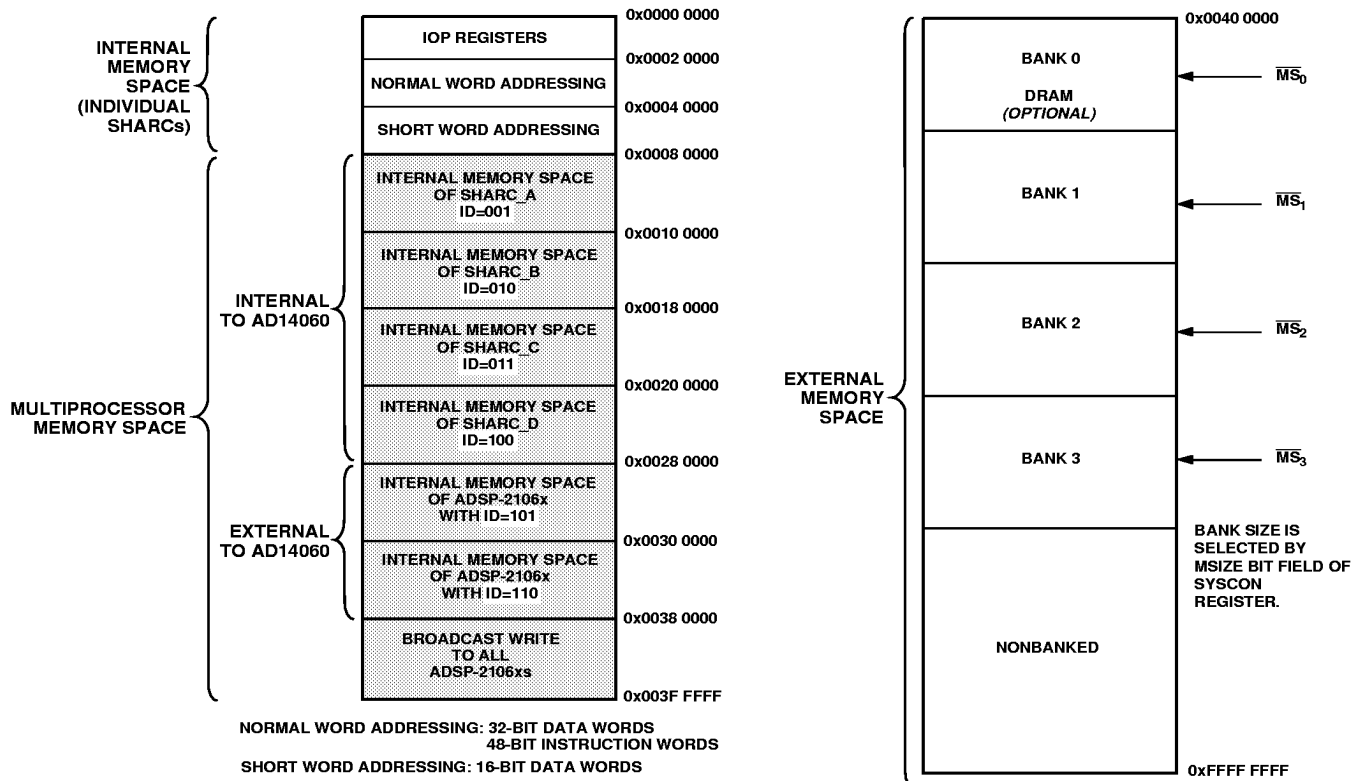 INTERNAL
MEMORY
SPACE
(INDIVIDUAL
SHARCs)
0x0000 0000
IOP REGISTERS
0x0002 0000
NORMAL WORD ADDRESSING
0x0004 0000
SHORT WORD ADDRESSING
0x0008 0000
MULTIPROCESSOR
MEMORY SPACE
INTERNAL
TO AD14060
INTERNAL MEMORY SPACE
OF SHARC_A
ID=001
0x0010 0000
INTERNAL MEMORY SPACE
OF SHARC_B
ID=010
0x0018 0000
INTERNAL MEMORY SPACE
OF SHARC_C
ID=011
0x0020 0000
INTERNAL MEMORY SPACE
OF SHARC_D
ID=100
0x0028 0000
EXTERNAL
TO AD14060
INTERNAL MEMORY SPACE
OF ADSP-2106x
WITH ID=101
0x0030 0000
INTERNAL MEMORY SPACE
OF ADSP-2106x
WITH ID=110
0x0038 0000
BROADCAST WRITE
TO ALL
ADSP-2106xs
0x003F FFFF
NORMAL WORD ADDRESSING: 32-BIT DATA WORDS
48-BIT INSTRUCTION WORDS
SHORT WORD ADDRESSING: 16-BIT DATA WORDS
EXTERNAL
MEMORY
SPACE
0x0040 0000
BANK 0
DRAM
(OPTIONAL)
MS0
BANK 1
MS1
BANK 2
MS2
BANK 3
MS3
BANK SIZE IS
SELECTED BY
MSIZE BIT FIELD OF
SYSCON
REGISTER.
NONBANKED
0xFFFF FFFF